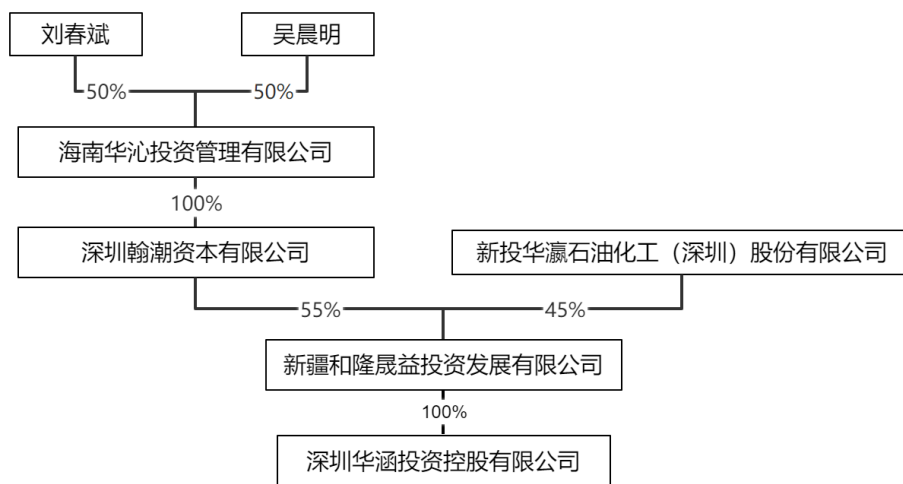 刘春斌
吴晨明
50%
50%
海南华沁投资管理有限公司
100%
深圳翰潮资本有限公司
新投华瀛石油化工（深圳）股份有限公司
55%
45%
新疆和隆晟益投资发展有限公司
100%
深圳华涵投资控股有限公司